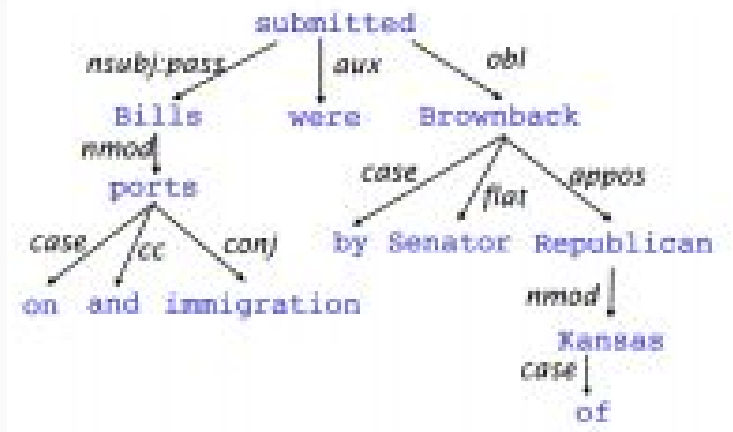 submitted
nsubj:pass aux obl
Bills were Brownback
nmod
case flat appos
ports
case cc conj
by Senator Republican
on and immigration
nmod
Kansas
case
of